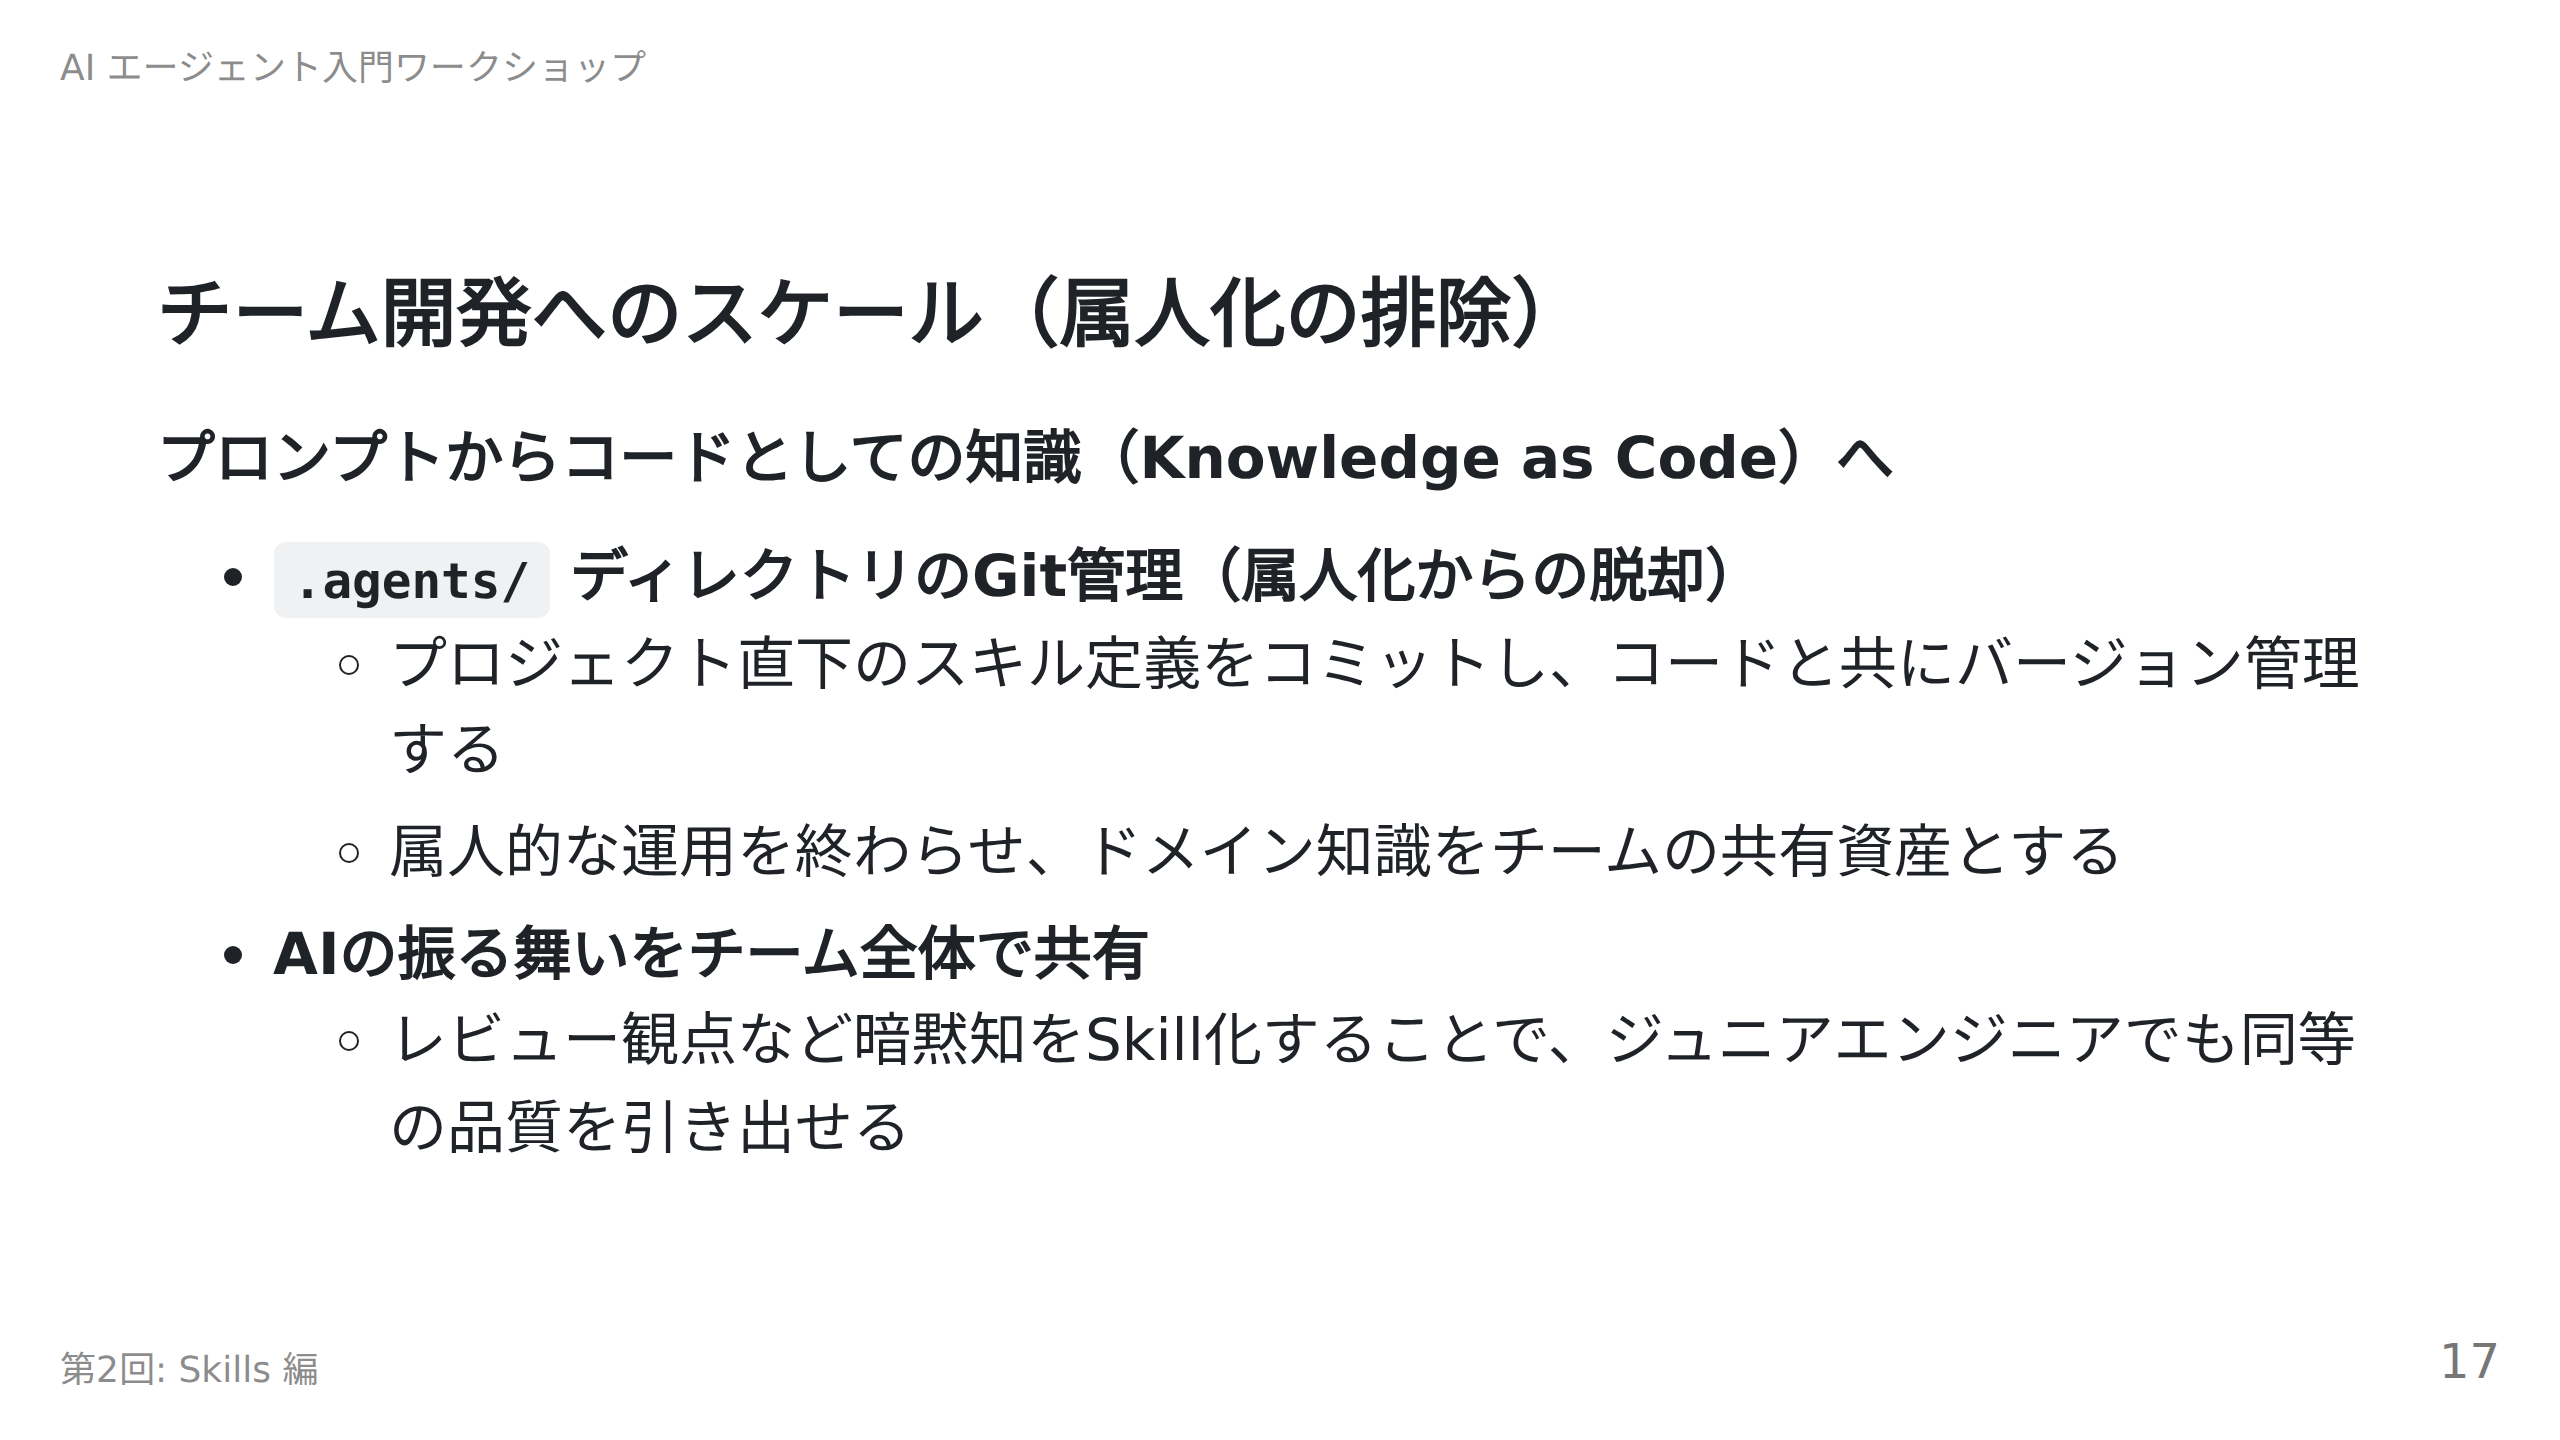 AI エージェント入門ワークショップ
チーム開発へのスケール（属人化の排除）
プロンプトからコードとしての知識（Knowledge as Code）へ
• .agents/ ディレクトリのGit管理（属人化からの脱却）
○ プロジェクト直下のスキル定義をコミットし、コードと共にバージョン管理
する
○ 属人的な運用を終わらせ、ドメイン知識をチームの共有資産とする
• AIの振る舞いをチーム全体で共有
○ レビュー観点など暗黙知をSkill化することで、ジュニアエンジニアでも同等
の品質を引き出せる
第2回: Skills 編
17